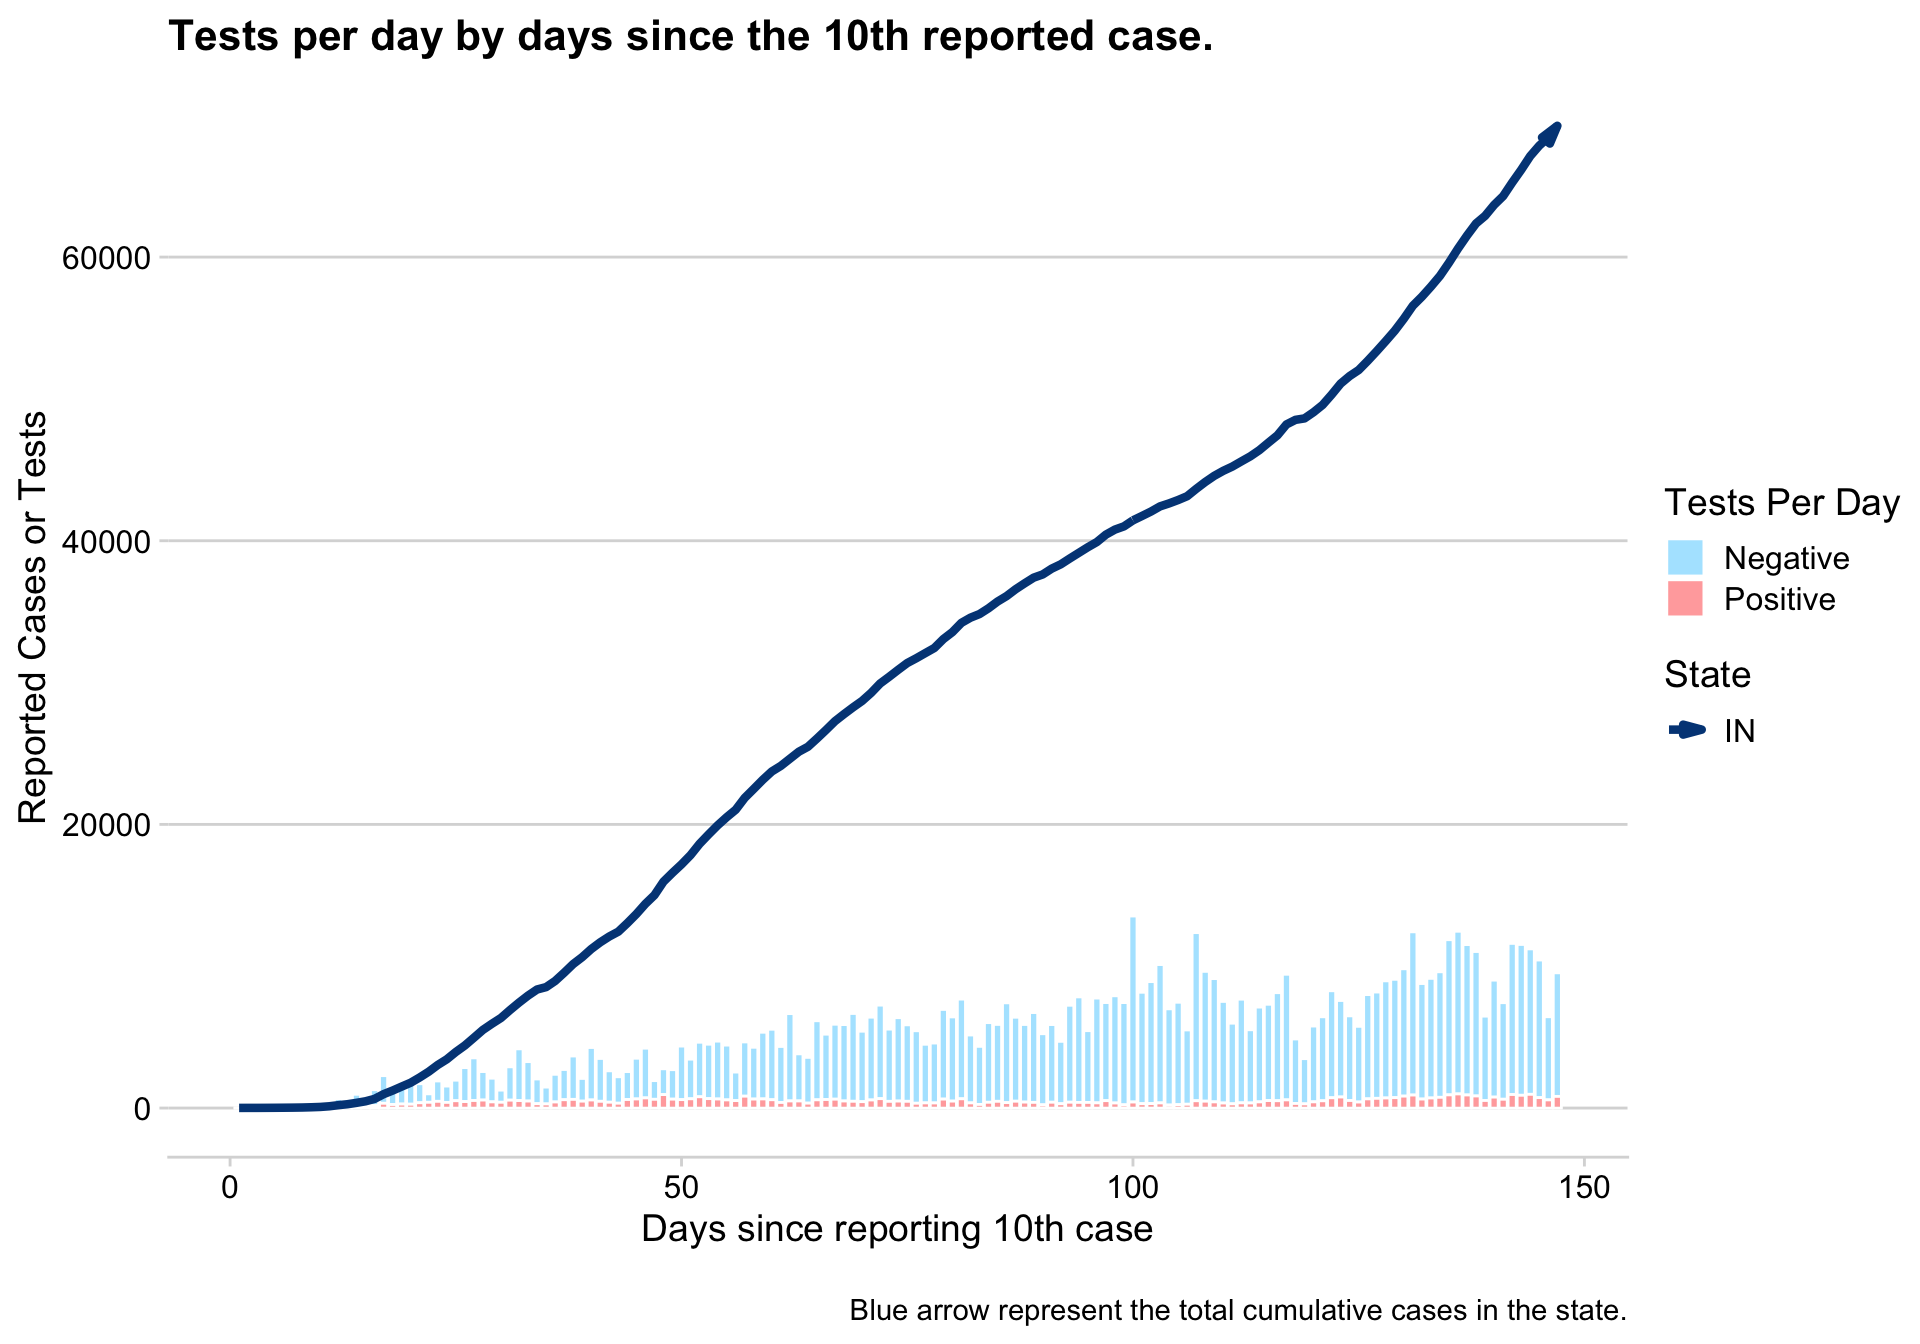 Tests per day by days since the 10th reported case.
Reported Cases or Tests
60000
40000
20000
0
0 50 100 150
Days since reporting 10th case
Tests Per Day
Negative
Positive
State
IN
Blue arrow represent the total cumulative cases in the state.